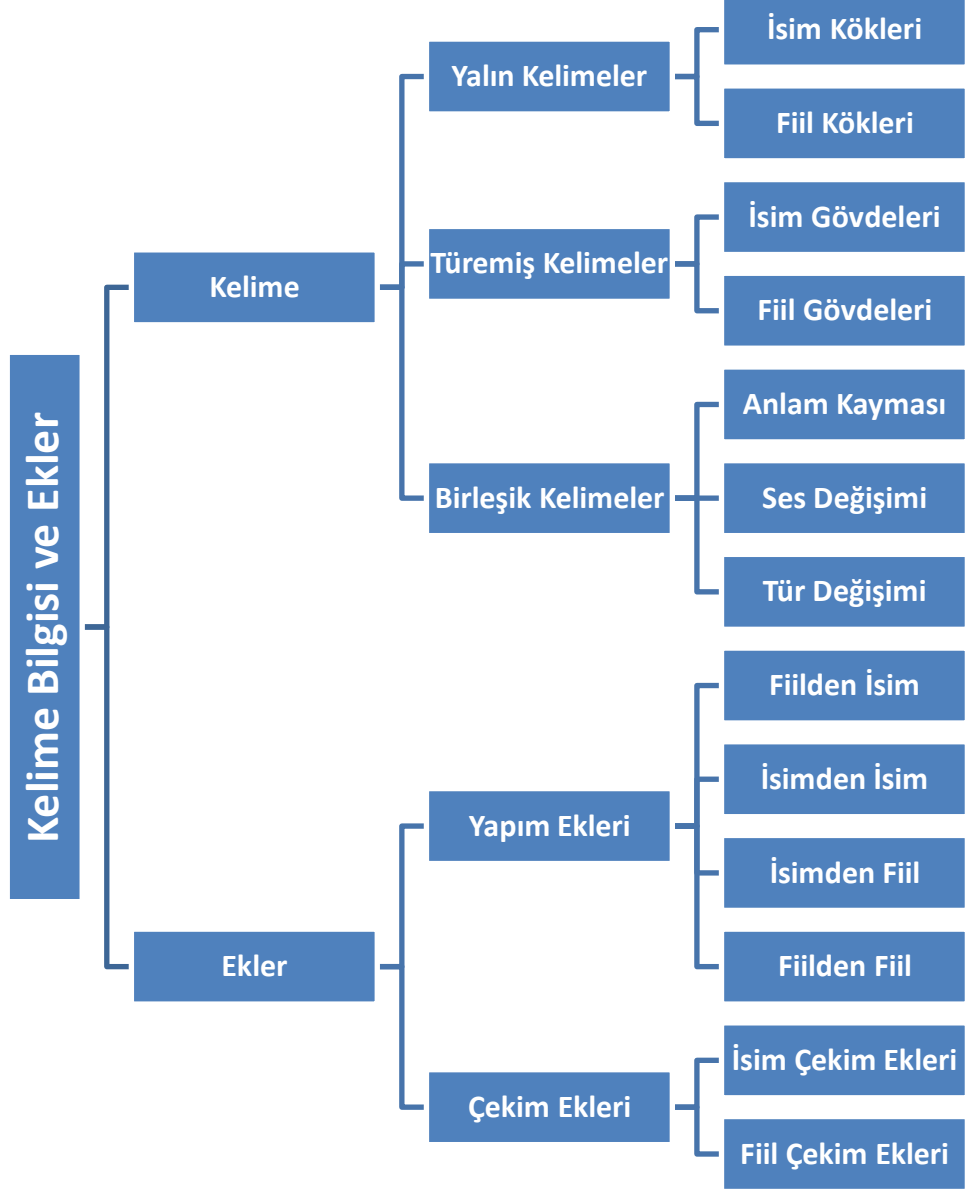 Kelime Bilgisi ve Ekler
Kelime
Yalın Kelimeler
İsim Kökleri
Fiil Kökleri
Türemiş Kelimeler
İsim Gövdeleri
Fiil Gövdeleri
Birleşik Kelimeler
Anlam Kayması
Ses Değişimi
Tür Değişimi
Ekler
Yapım Ekleri
Fiilden İsim
İsimden İsim
İsimden Fiil
Fiilden Fiil
Çekim Ekleri
İsim Çekim Ekleri
Fiil Çekim Ekleri